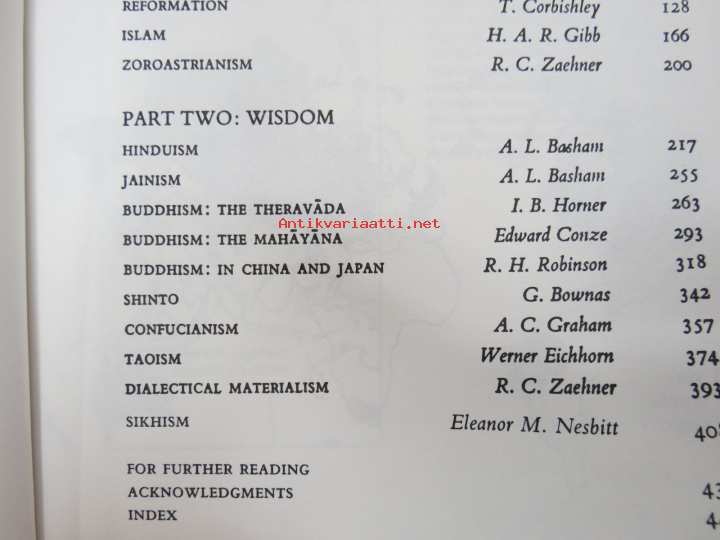 REFORMATION T. Corbishley 128
ISLAM H. A. R. Gibb 166
ZOROASTRIANISM R. C. Zaehner 200
PART TWO: WISDOM
HINDUISM A. L. Basham 217
JAINISM A. L. Basham 255
BUDDHISM: THE THERAVĀDA I. B. Horner 263
Antikvariaatti.net
BUDDHISM: THE MAHĀYĀNA Edward Conze 293
BUDDHISM: IN CHINA AND JAPAN R. H. Robinson 318
SHINTO G. Bownas 342
CONFUCIANISM A. C. Graham 357
TAOISM Werner Eichhorn 374
DIALECTICAL MATERIALISM R. C. Zaehner 393
SIKHISM Eleanor M. Nesbitt
FOR FURTHER READING
ACKNOWLEDGMENTS
INDEX